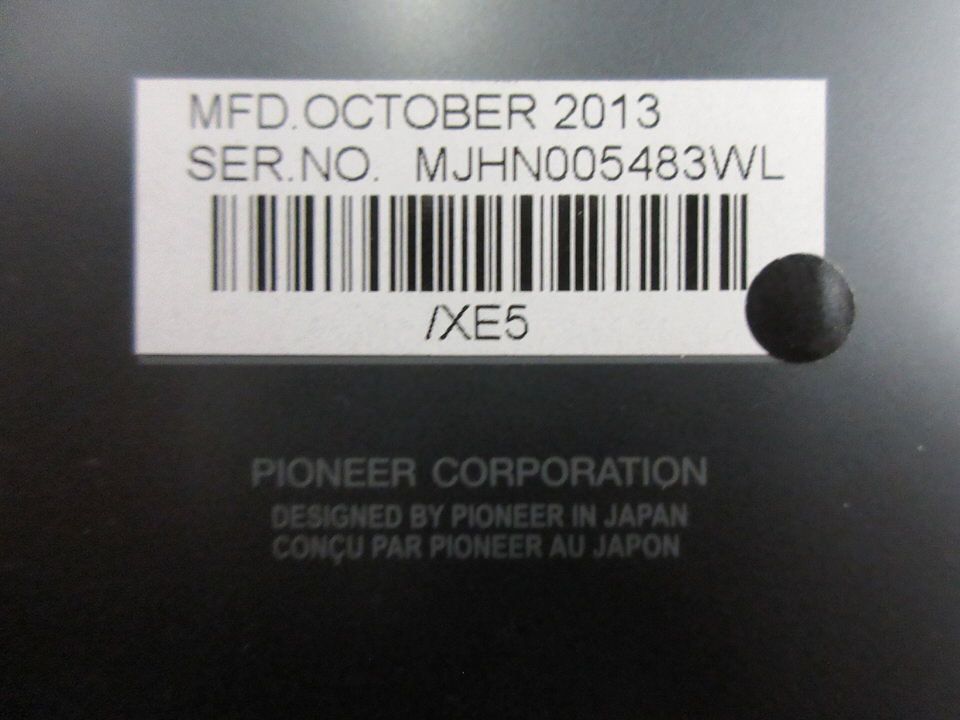 MFD.OCTOBER 2013
SER.NO. MJHN005483WL
/XE5
PIONEER CORPORATION
DESIGNED BY PIONEER IN JAPAN
CONÇU PAR PIONEER AU JAPON